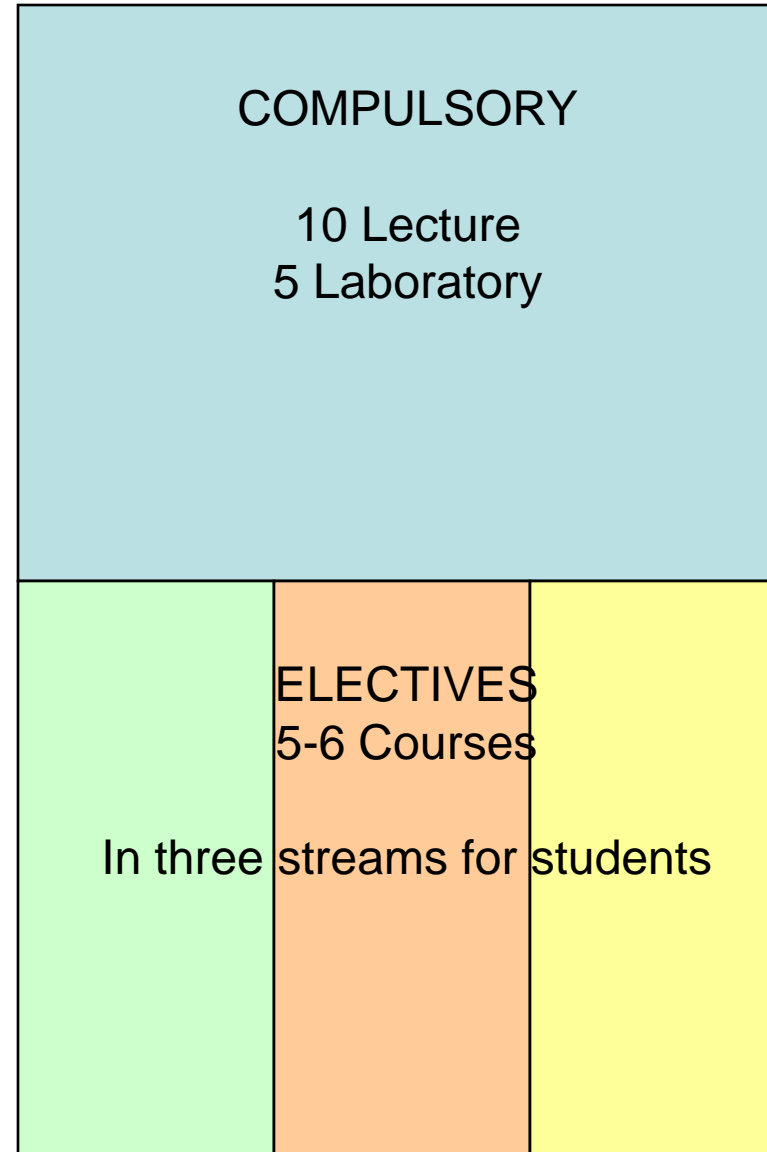 COMPULSORY
10 Lecture
5 Laboratory
ELECTIVES
5-6 Courses
In three streams for students